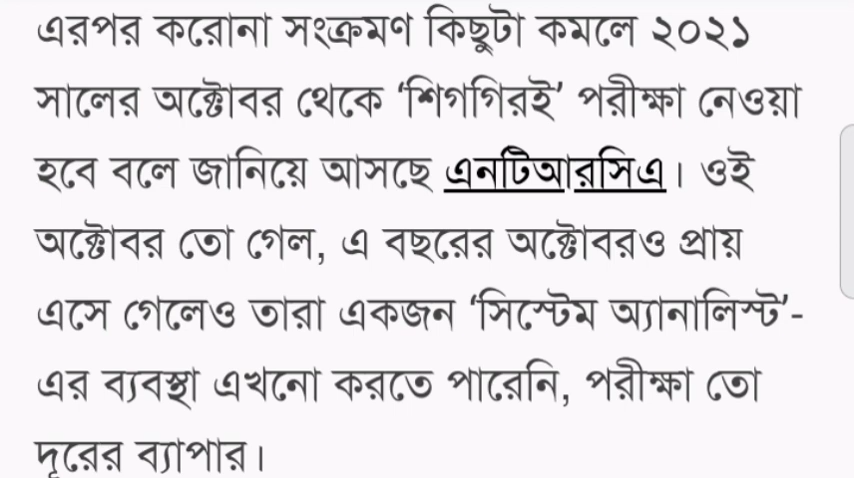 এরপর করোনা সংক্রমণ কিছুটা কমলে ২০২১
সালের অক্টোবর থেকে ‘শিগগিরই’ পরীক্ষা নেওয়া
হবে বলে জানিয়ে আসছে এনটিআরসিএ। ওই
অক্টোবর তো গেল, এ বছরের অক্টোবরও প্রায়
এসে গেলেও তারা একজন ‘সিস্টেম অ্যানালিস্ট’-
এর ব্যবস্থা এখনো করতে পারেনি, পরীক্ষা তো
দূরের ব্যাপার।